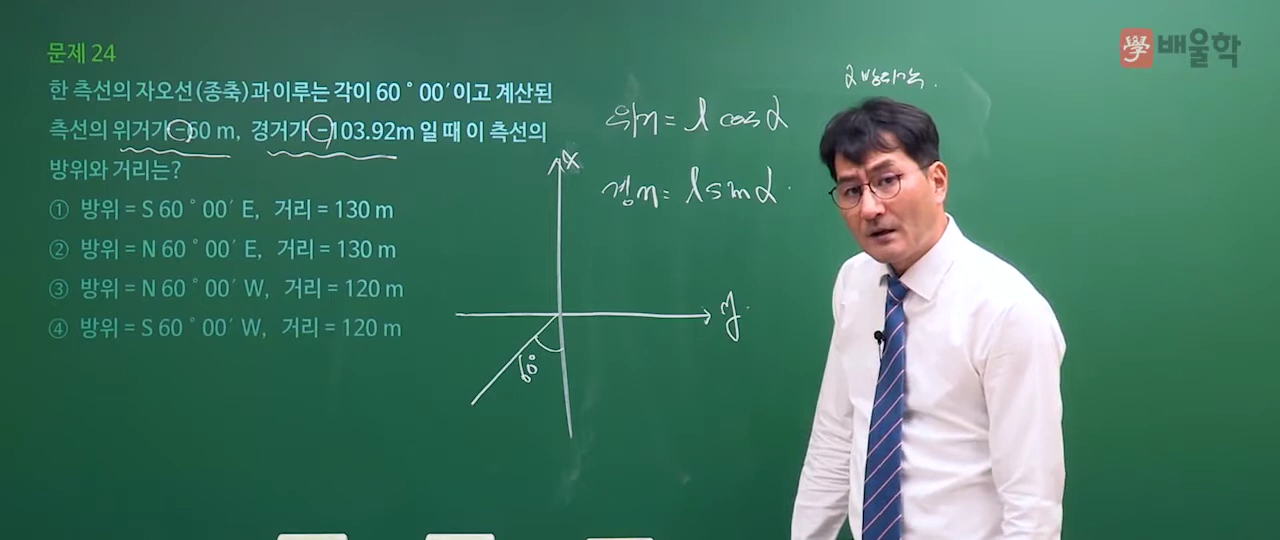 문제 24
한 측선의 자오선(종축)과 이루는 각이 60˚ 00′이고 계산된
측선의 위거가 -60 m, 경거가 -103.92m 일 때 이 측선의
방위와 거리는?
① 방위 = S 60˚ 00′ E, 거리 = 130 m
② 방위 = N 60˚ 00′ E, 거리 = 130 m
③ 방위 = N 60˚ 00′ W, 거리 = 120 m
④ 방위 = S 60˚ 00′ W, 거리 = 120 m
x
y
60°
위거 = l cos α
경거 = l sin α
α 방위각
學 배울학